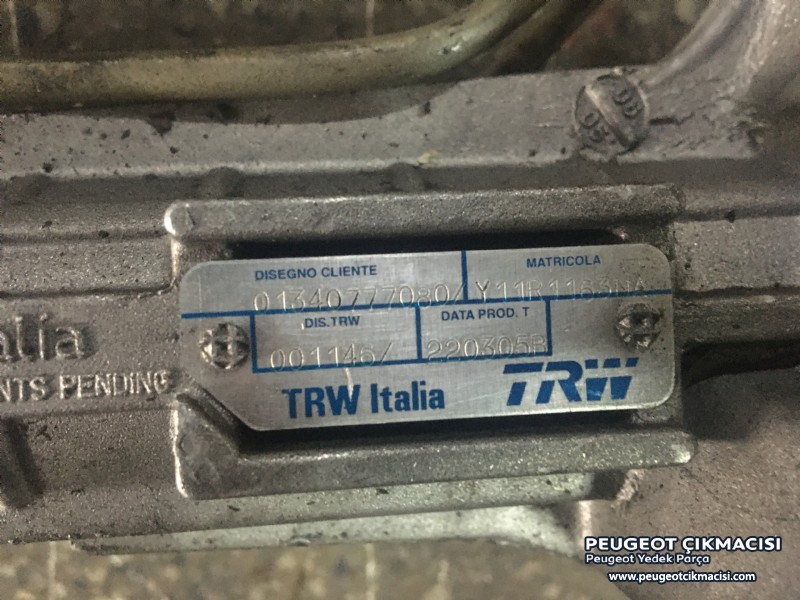 DISEGNO CLIENTE
MATRICOLA
01340777080/
Y11R1163NA
DIS.TRW
DATA PROD. T
001146/
220305B
TRW Italia
TRW
alia
NTS PENDING
PEUGEOT ÇIKMACISI
Peugeot Yedek Parça
www.peugeotcikmacisi.com